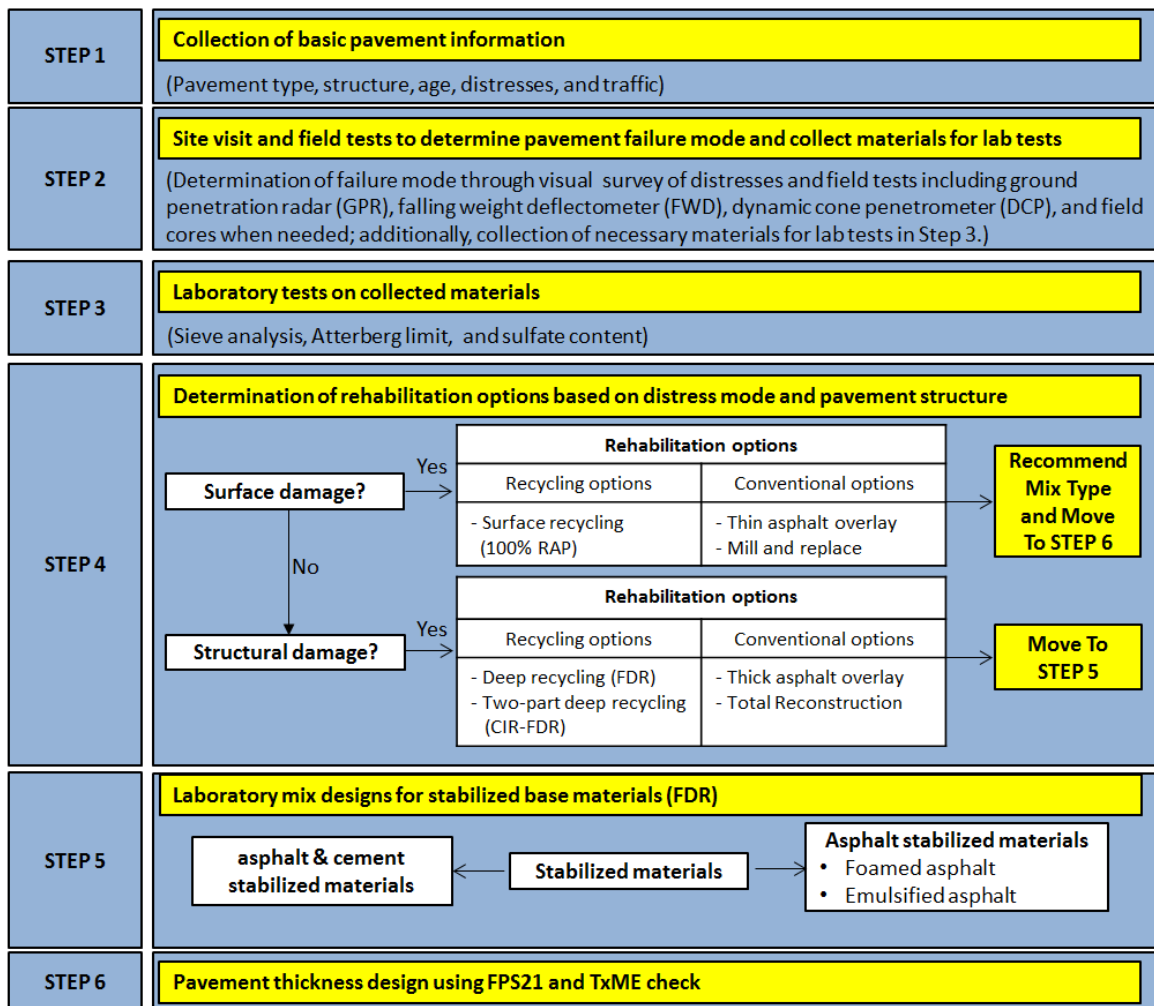 STEP 1
Collection of basic pavement information
(Pavement type, structure, age, distresses, and traffic)
STEP 2
Site visit and field tests to determine pavement failure mode and collect materials for lab tests
(Determination of failure mode through visual survey of distresses and field tests including ground
penetration radar (GPR), falling weight deflectometer (FWD), dynamic cone penetrometer (DCP), and field
cores when needed; additionally, collection of necessary materials for lab tests in Step 3.)
STEP 3
Laboratory tests on collected materials
(Sieve analysis, Atterberg limit, and sulfate content)
STEP 4
Determination of rehabilitation options based on distress mode and pavement structure
Surface damage?
Yes
Rehabilitation options
Recycling options
Conventional options
- Surface recycling
(100% RAP)
- Thin asphalt overlay
- Mill and replace
Recommend
Mix Type
and Move
To STEP 6
No
Structural damage?
Yes
Rehabilitation options
Recycling options
Conventional options
- Deep recycling (FDR)
- Two-part deep recycling
(CIR-FDR)
- Thick asphalt overlay
- Total Reconstruction
Move To
STEP 5
STEP 5
Laboratory mix designs for stabilized base materials (FDR)
asphalt & cement
stabilized materials
Stabilized materials
Asphalt stabilized materials
• Foamed asphalt
• Emulsified asphalt
STEP 6
Pavement thickness design using FPS21 and TxME check